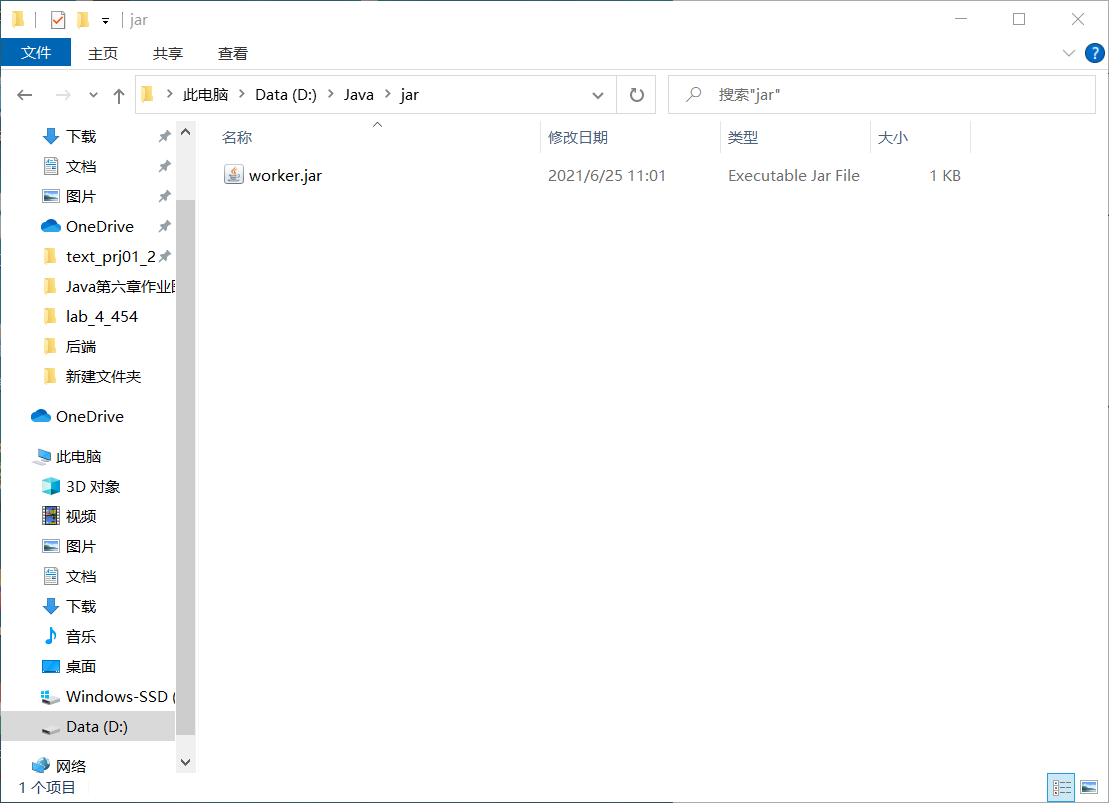 jar
文件 主页 共享 查看
此电脑 Data (D:) Java jar 搜索"jar"
名称 修改日期 类型 大小
worker.jar 2021/6/25 11:01 Executable Jar File 1 KB
下载
文档
图片
OneDrive
text_prj01_2
Java第六章作业
lab_4_454
后端
新建文件夹
OneDrive
此电脑
3D 对象
视频
图片
文档
下载
音乐
桌面
Windows-SSD (
Data (D:)
网络
1 个项目